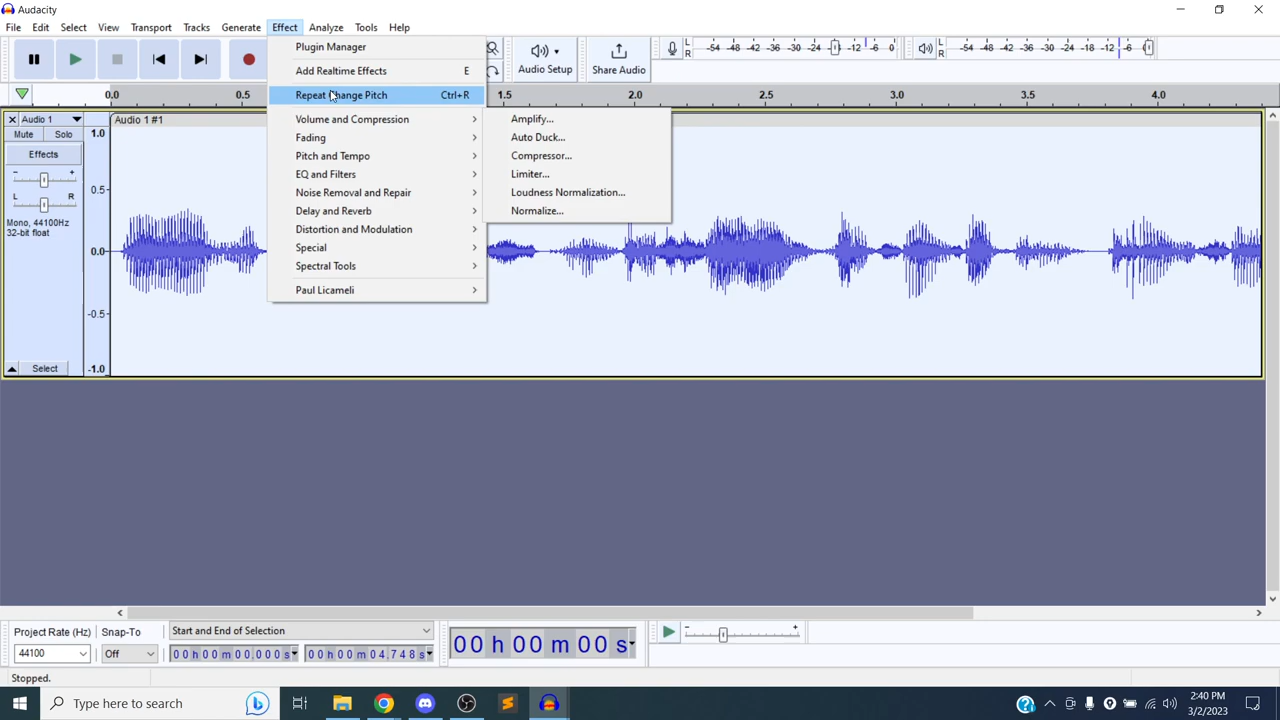 Audacity
File Edit Select View Transport Tracks Generate Effect Analyze Tools Help
Plugin Manager
Add Realtime Effects E
Repeat Change Pitch Ctrl+R
Volume and Compression
Fading
Pitch and Tempo
EQ and Filters
Noise Removal and Repair
Delay and Reverb
Distortion and Modulation
Special
Spectral Tools
Paul Licameli
Amplify...
Auto Duck...
Compressor...
Limiter...
Loudness Normalization...
Normalize...
Audio Setup
Share Audio
L R -54 -48 -42 -36 -30 -24 -18 -12 -6 0
L R -54 -48 -42 -36 -30 -24 -18 -12 -6 0
0.0 0.5 1.5 2.0 2.5 3.0 3.5 4.0
Audio 1
Audio 1 #1
Mute Solo
Effects
- +
L R
Mono, 44100Hz
32-bit float
Select
1.0
0.5
0.0
-0.5
-1.0
Project Rate (Hz) Snap-To Start and End of Selection
44100 Off 00 h 00 m 00.000 s 00 h 00 m 04.748 s
00 h 00 m 00 s
- +
Stopped.
Type here to search
2:40 PM
3/2/2023